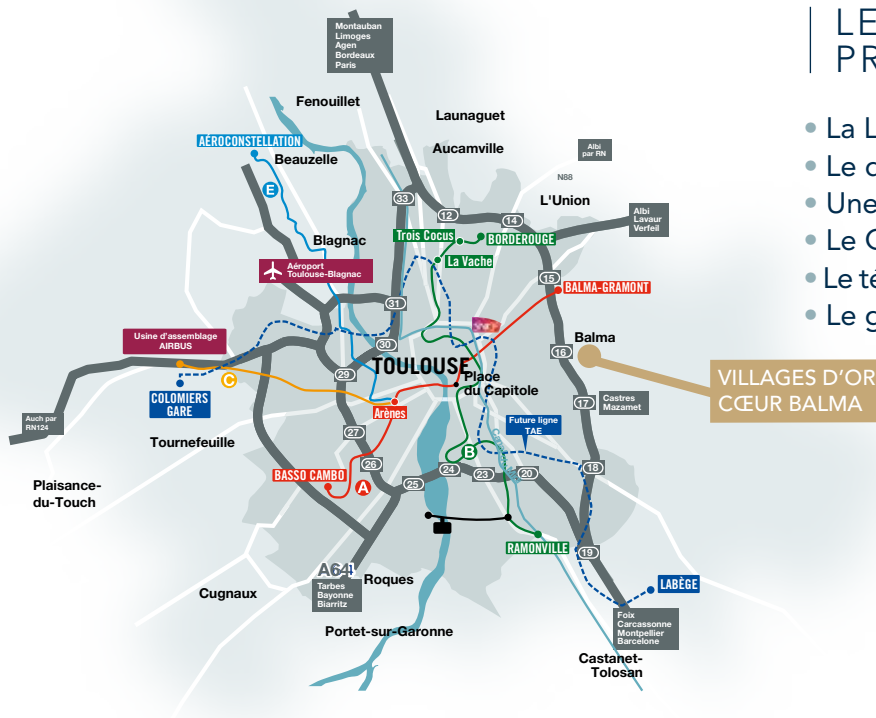 LE
PR
Montauban
Limoges
Agen
Bordeaux
Paris
Fenouillet
Launaguet
Aucamville
AÉROCONSTELLATION
Beauzelle
Albi
par RN
N88
E
33
L'Union
12
14
Albi
Lavaur
Verfeil
Blagnac
Trois Cocus
BORDEROUGE
La Vache
Aéroport
Toulouse-Blagnac
15
BALMA-GRAMONT
31
Usine d'assemblage
AIRBUS
30
Balma
16
TOULOUSE
29
C
Place
du Capitole
COLOMIERS
GARE
VILLAGES D'OR
CŒUR BALMA
Castres
Mazamet
17
Auch par
RN124
Arènes
Future ligne
TAE
Tournefeuille
27
B
26
24
23
20
18
BASSO CAMBO
A
25
Plaisance-
du-Touch
RAMONVILLE
19
A64
Roques
Tarbes
Bayonne
Biarritz
LABÈGE
Cugnaux
Foix
Carcassonne
Montpellier
Barcelone
Portet-sur-Garonne
Castanet-
Tolosan
• La L
• Le c
• Une
• Le C
• Le té
• Le g